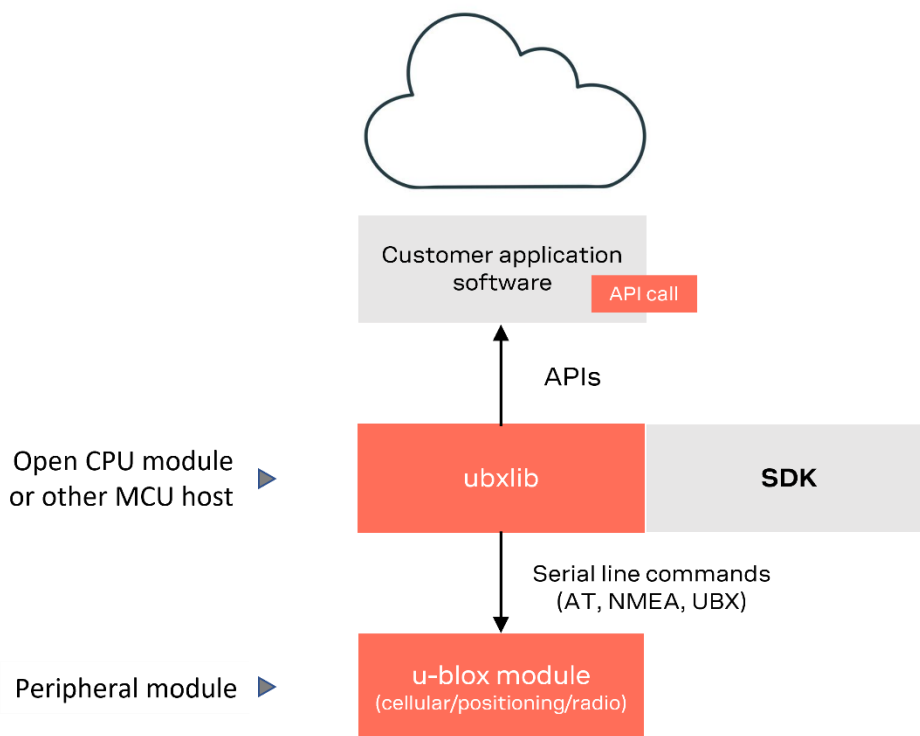 Customer application
software
API call
APIs
Open CPU module
or other MCU host
ubxlib
SDK
Serial line commands
(AT, NMEA, UBX)
Peripheral module
u-blox module
(cellular/positioning/radio)